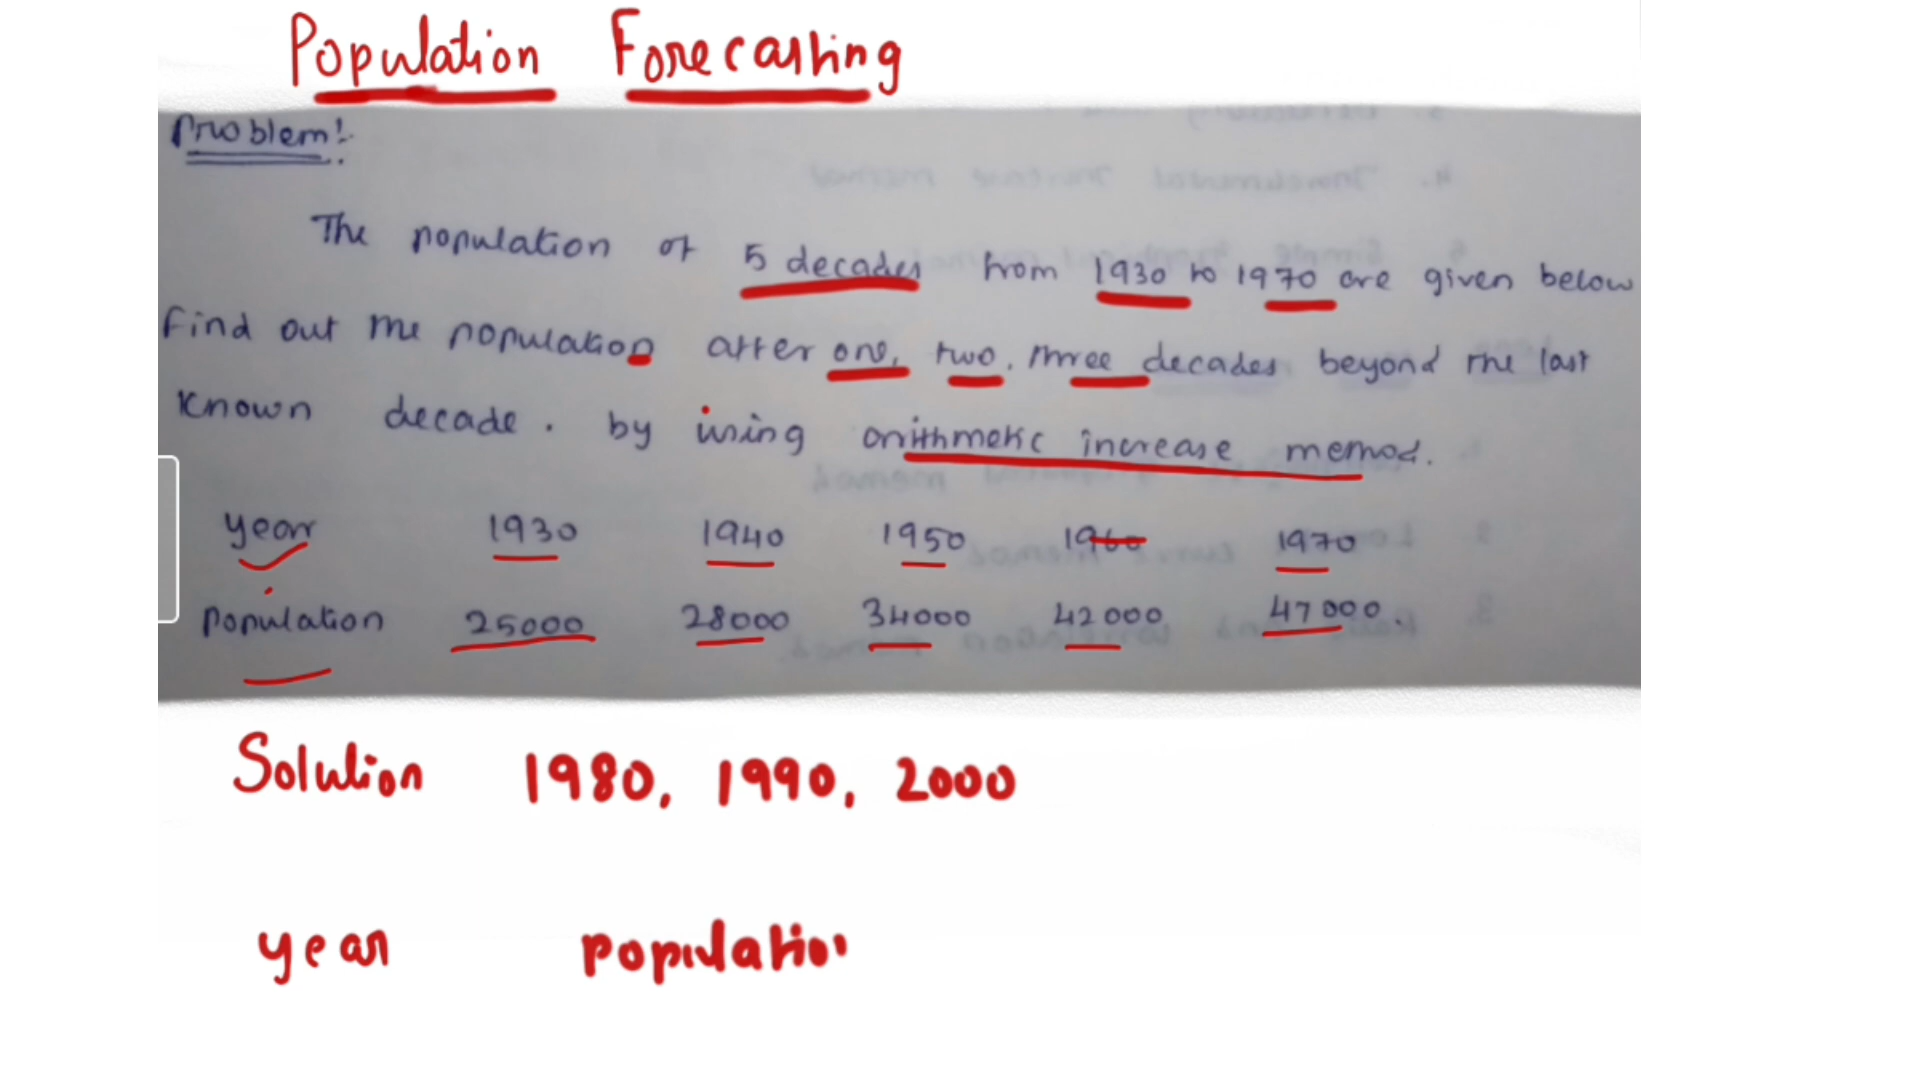 Population Forecasting
Problem:
The population of 5 decades from 1930 to 1970 are given below
Find out the population after one, two, three decades beyond the last
known decade. by using arithmetic increase method.
year 1930 1940 1950 1960 1970
population 25000 28000 34000 42000 47000.
Solution 1980, 1990, 2000
year population